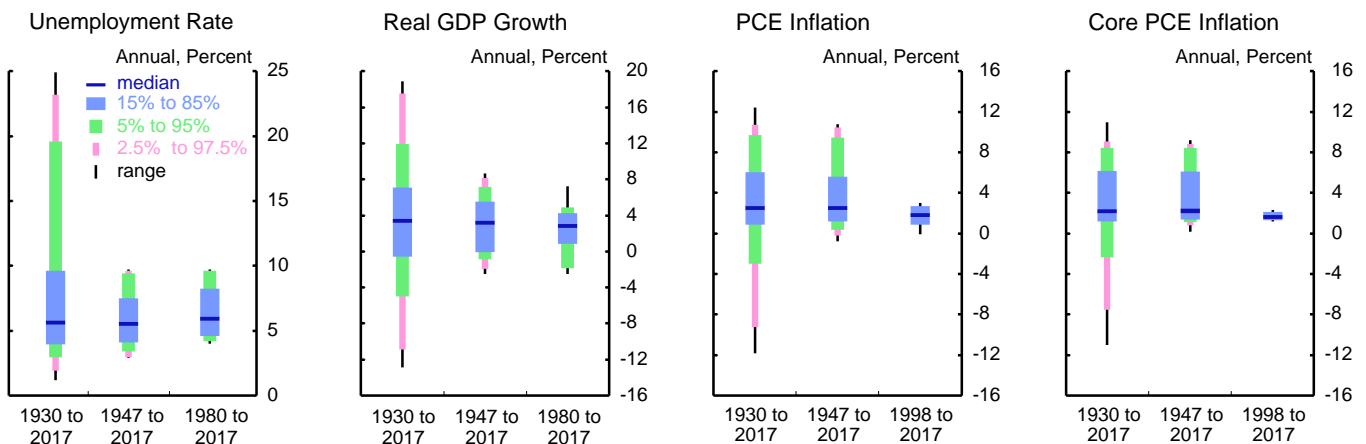 Unemployment Rate
Annual, Percent
25
20
15
10
5
0
median
15% to 85%
5% to 95%
2.5% to 97.5%
range
1930 to
2017
1947 to
2017
1980 to
2017
Real GDP Growth
Annual, Percent
20
16
12
8
4
0
-4
-8
-12
-16
1930 to
2017
1947 to
2017
1980 to
2017
PCE Inflation
Annual, Percent
16
12
8
4
0
-4
-8
-12
-16
1930 to
2017
1947 to
2017
1998 to
2017
Core PCE Inflation
Annual, Percent
16
12
8
4
0
-4
-8
-12
-16
1930 to
2017
1947 to
2017
1998 to
2017